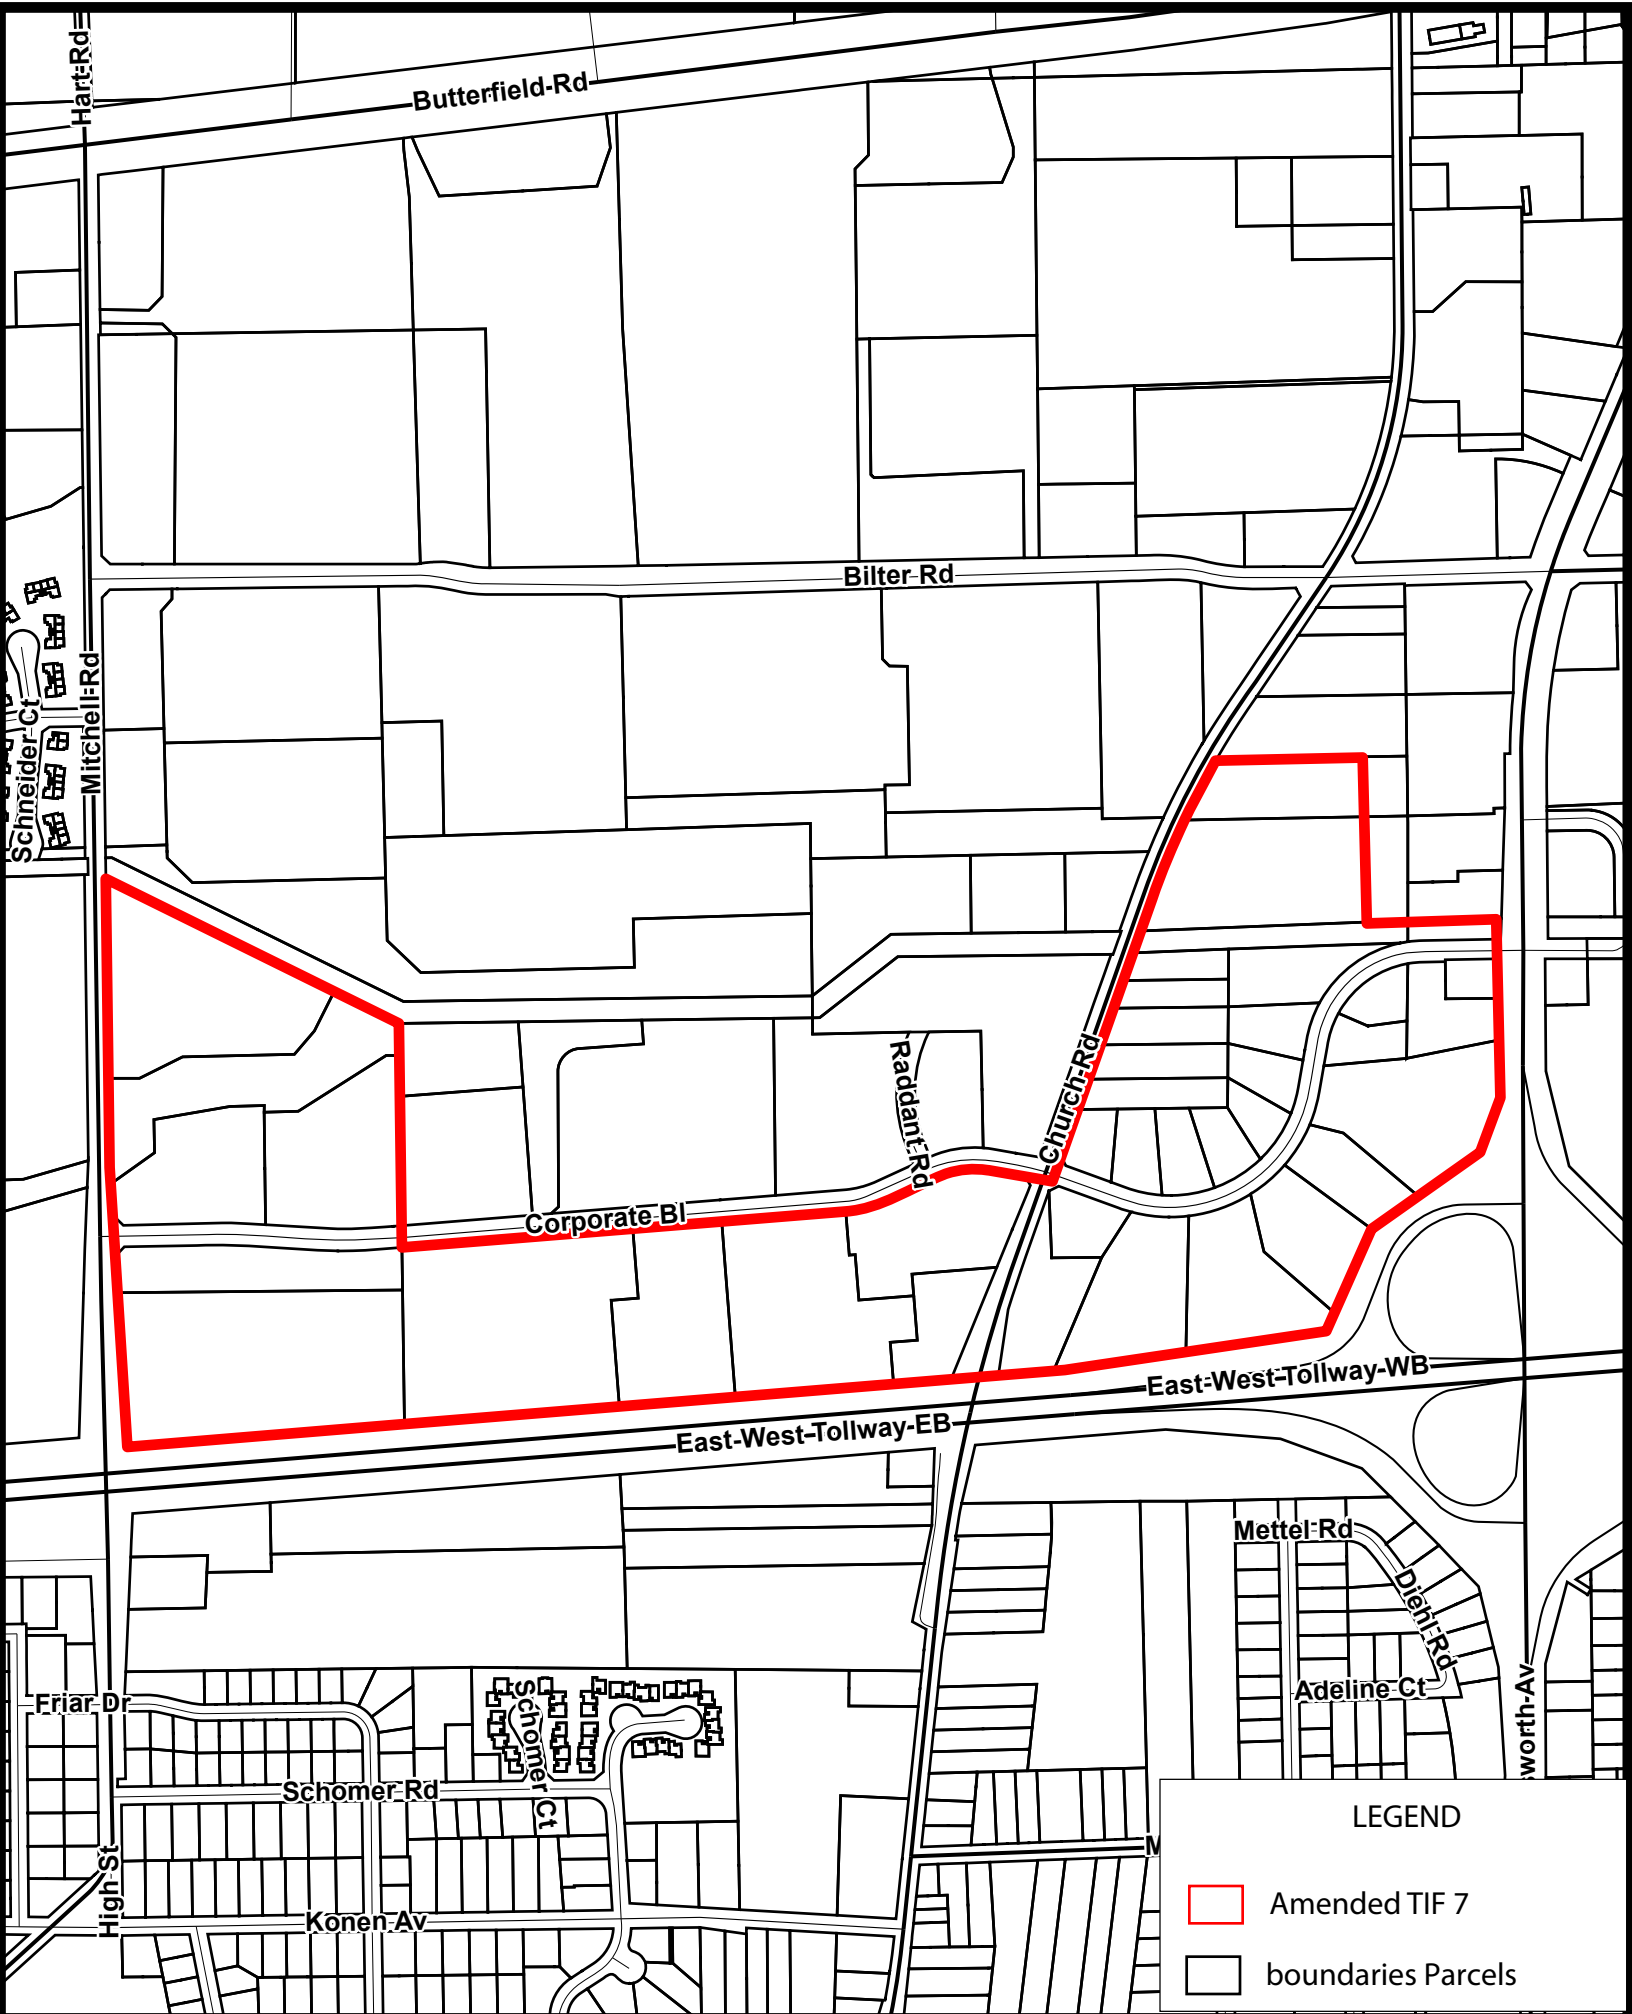 Hart Rd
Butterfield Rd
Bilter Rd
Mitchell Rd
Schneider Ct
Church Rd
Raddant Rd
Corporate Bl
East-West Tollway WB
East-West Tollway EB
Mettel Rd
Diehl Rd
Adeline Ct
Friar Dr
Schomer Ct
sworth Av
Schomer Rd
High St
M
Konen Av
LEGEND
Amended TIF 7
boundaries Parcels